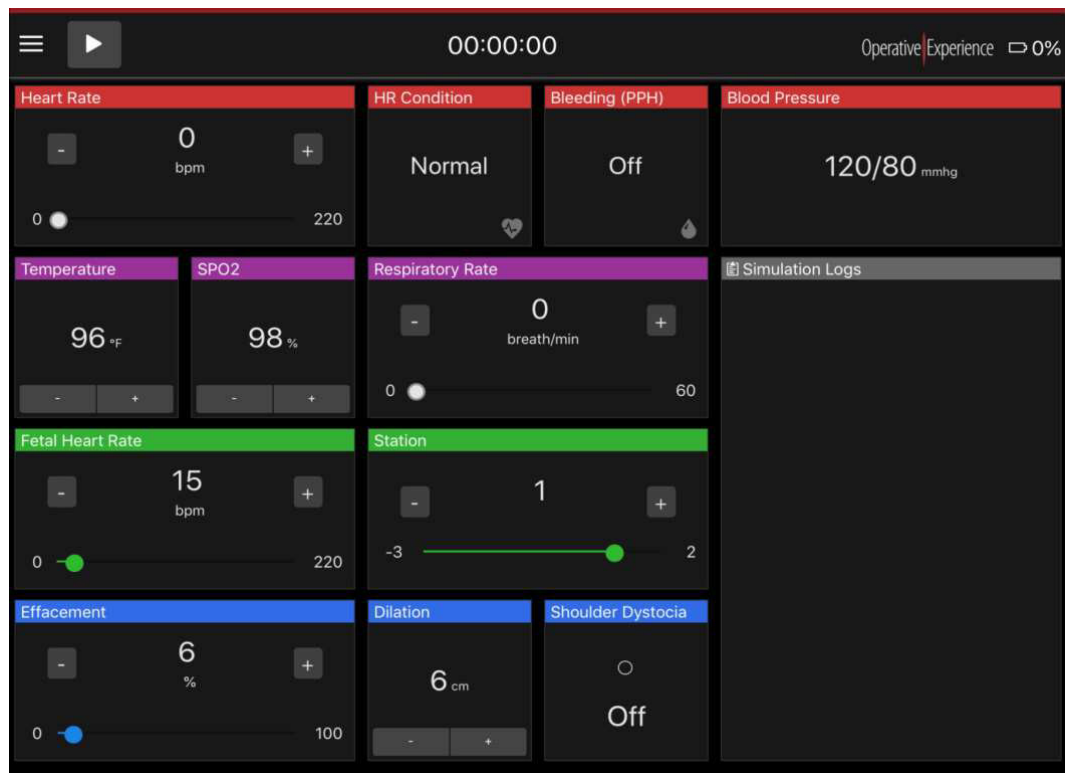 00:00:00
Operative Experience 0%
Heart Rate
- 0 +
bpm
0 220
HR Condition
Normal
Bleeding (PPH)
Off
Blood Pressure
120/80 mmhg
Temperature
96 °F
- +
SPO2
98 %
- +
Respiratory Rate
- 0 +
breath/min
0 60
Simulation Logs
Fetal Heart Rate
- 15 +
bpm
0 220
Station
- 1 +
-3 2
Effacement
- 6 +
%
0 100
Dilation
6 cm
- +
Shoulder Dystocia
Off